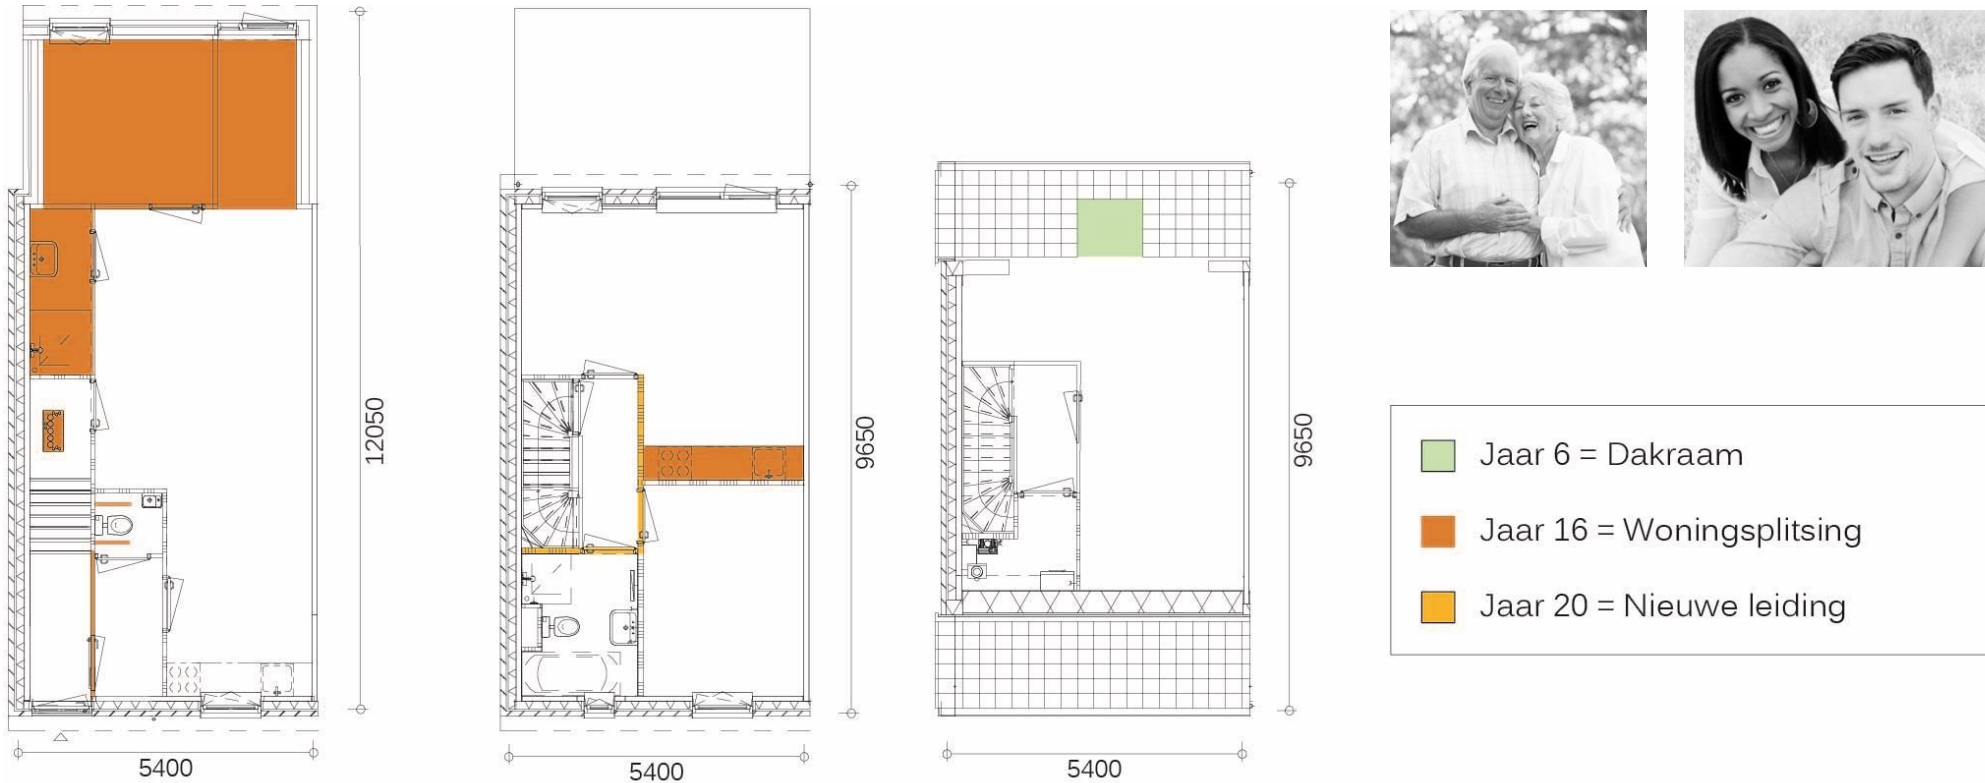 12050
5400
9650
5400
9650
5400
Jaar 6 = Dakraam
Jaar 16 = Woningsplitsing
Jaar 20 = Nieuwe leiding